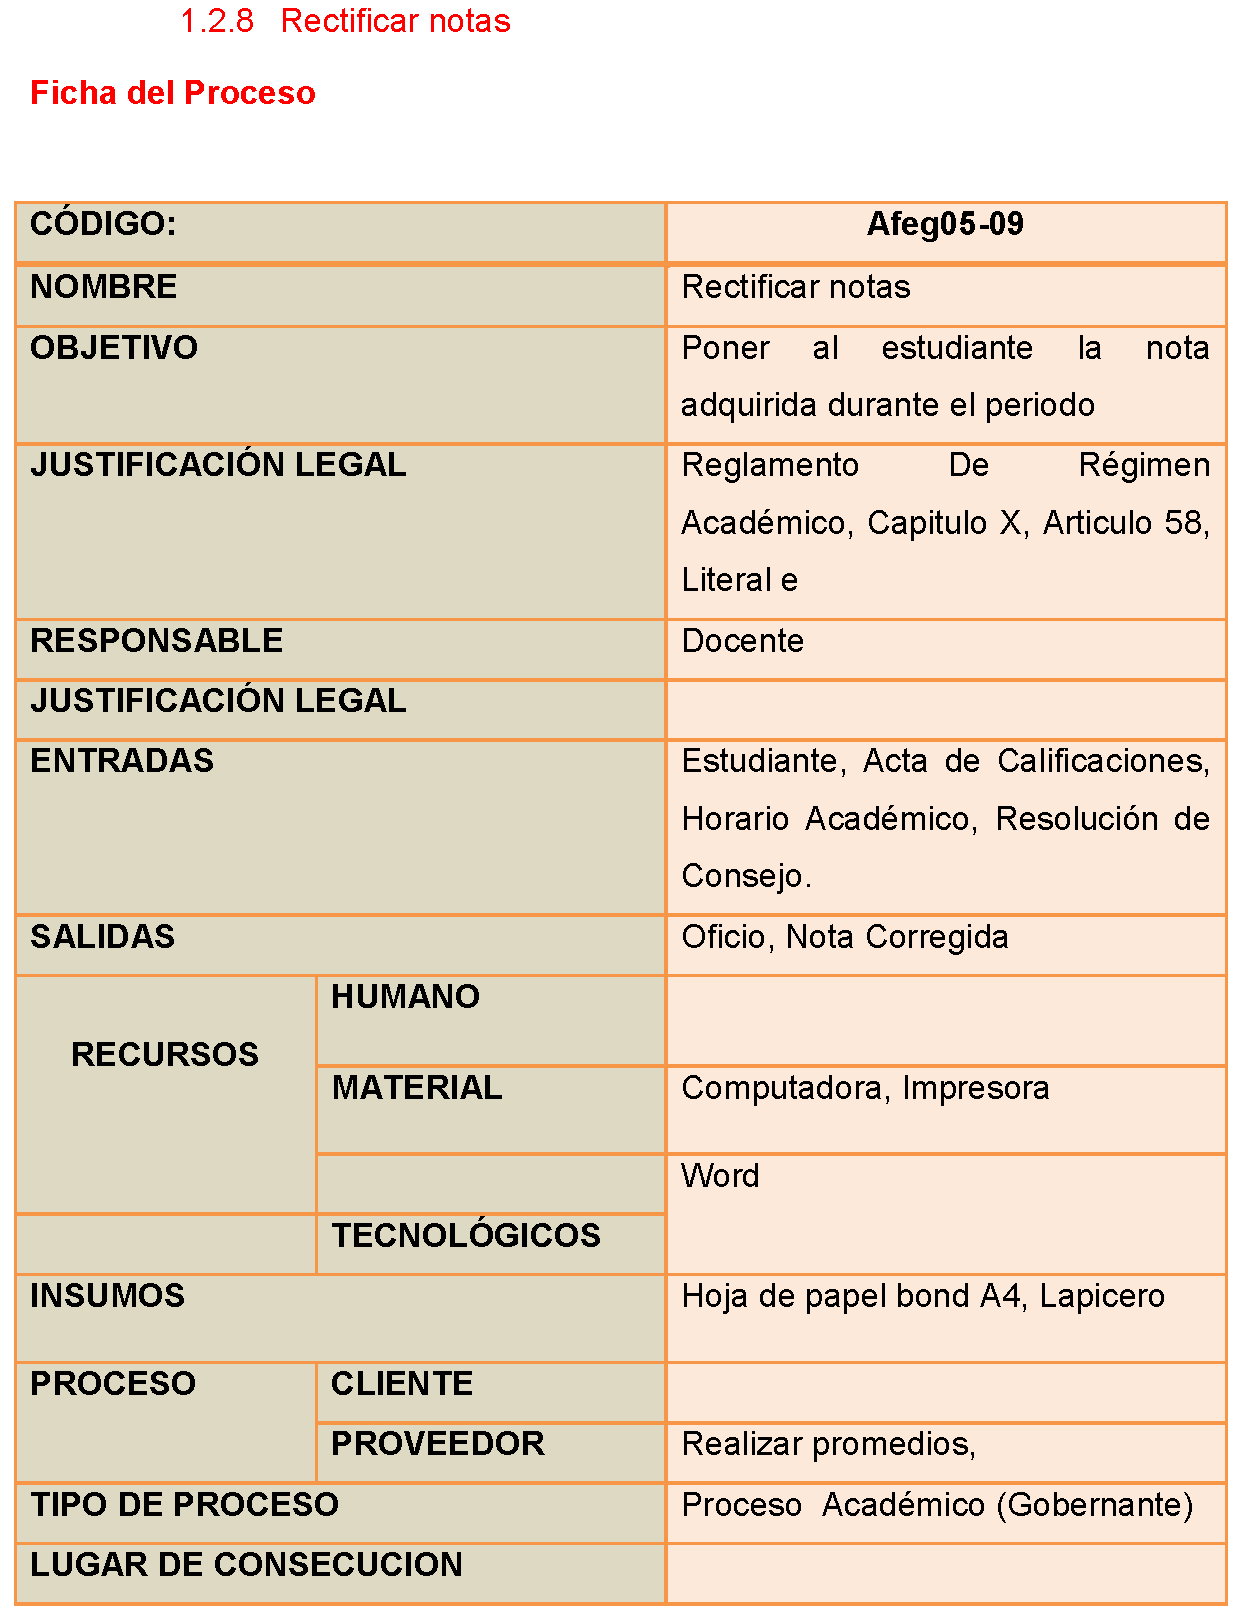 1.2.8 Rectificar notas
Ficha del Proceso
CÓDIGO: Afeg05-09
NOMBRE Rectificar notas
OBJETIVO Poner al estudiante la nota
adquirida durante el periodo
JUSTIFICACIÓN LEGAL Reglamento De Régimen
Académico, Capitulo X, Articulo 58,
Literal e
RESPONSABLE Docente
JUSTIFICACIÓN LEGAL
ENTRADAS Estudiante, Acta de Calificaciones,
Horario Académico, Resolución de
Consejo.
SALIDAS Oficio, Nota Corregida
HUMANO
RECURSOS
MATERIAL Computadora, Impresora
Word
TECNOLÓGICOS
INSUMOS Hoja de papel bond A4, Lapicero
PROCESO CLIENTE
PROVEEDOR Realizar promedios,
TIPO DE PROCESO Proceso Académico (Gobernante)
LUGAR DE CONSECUCION